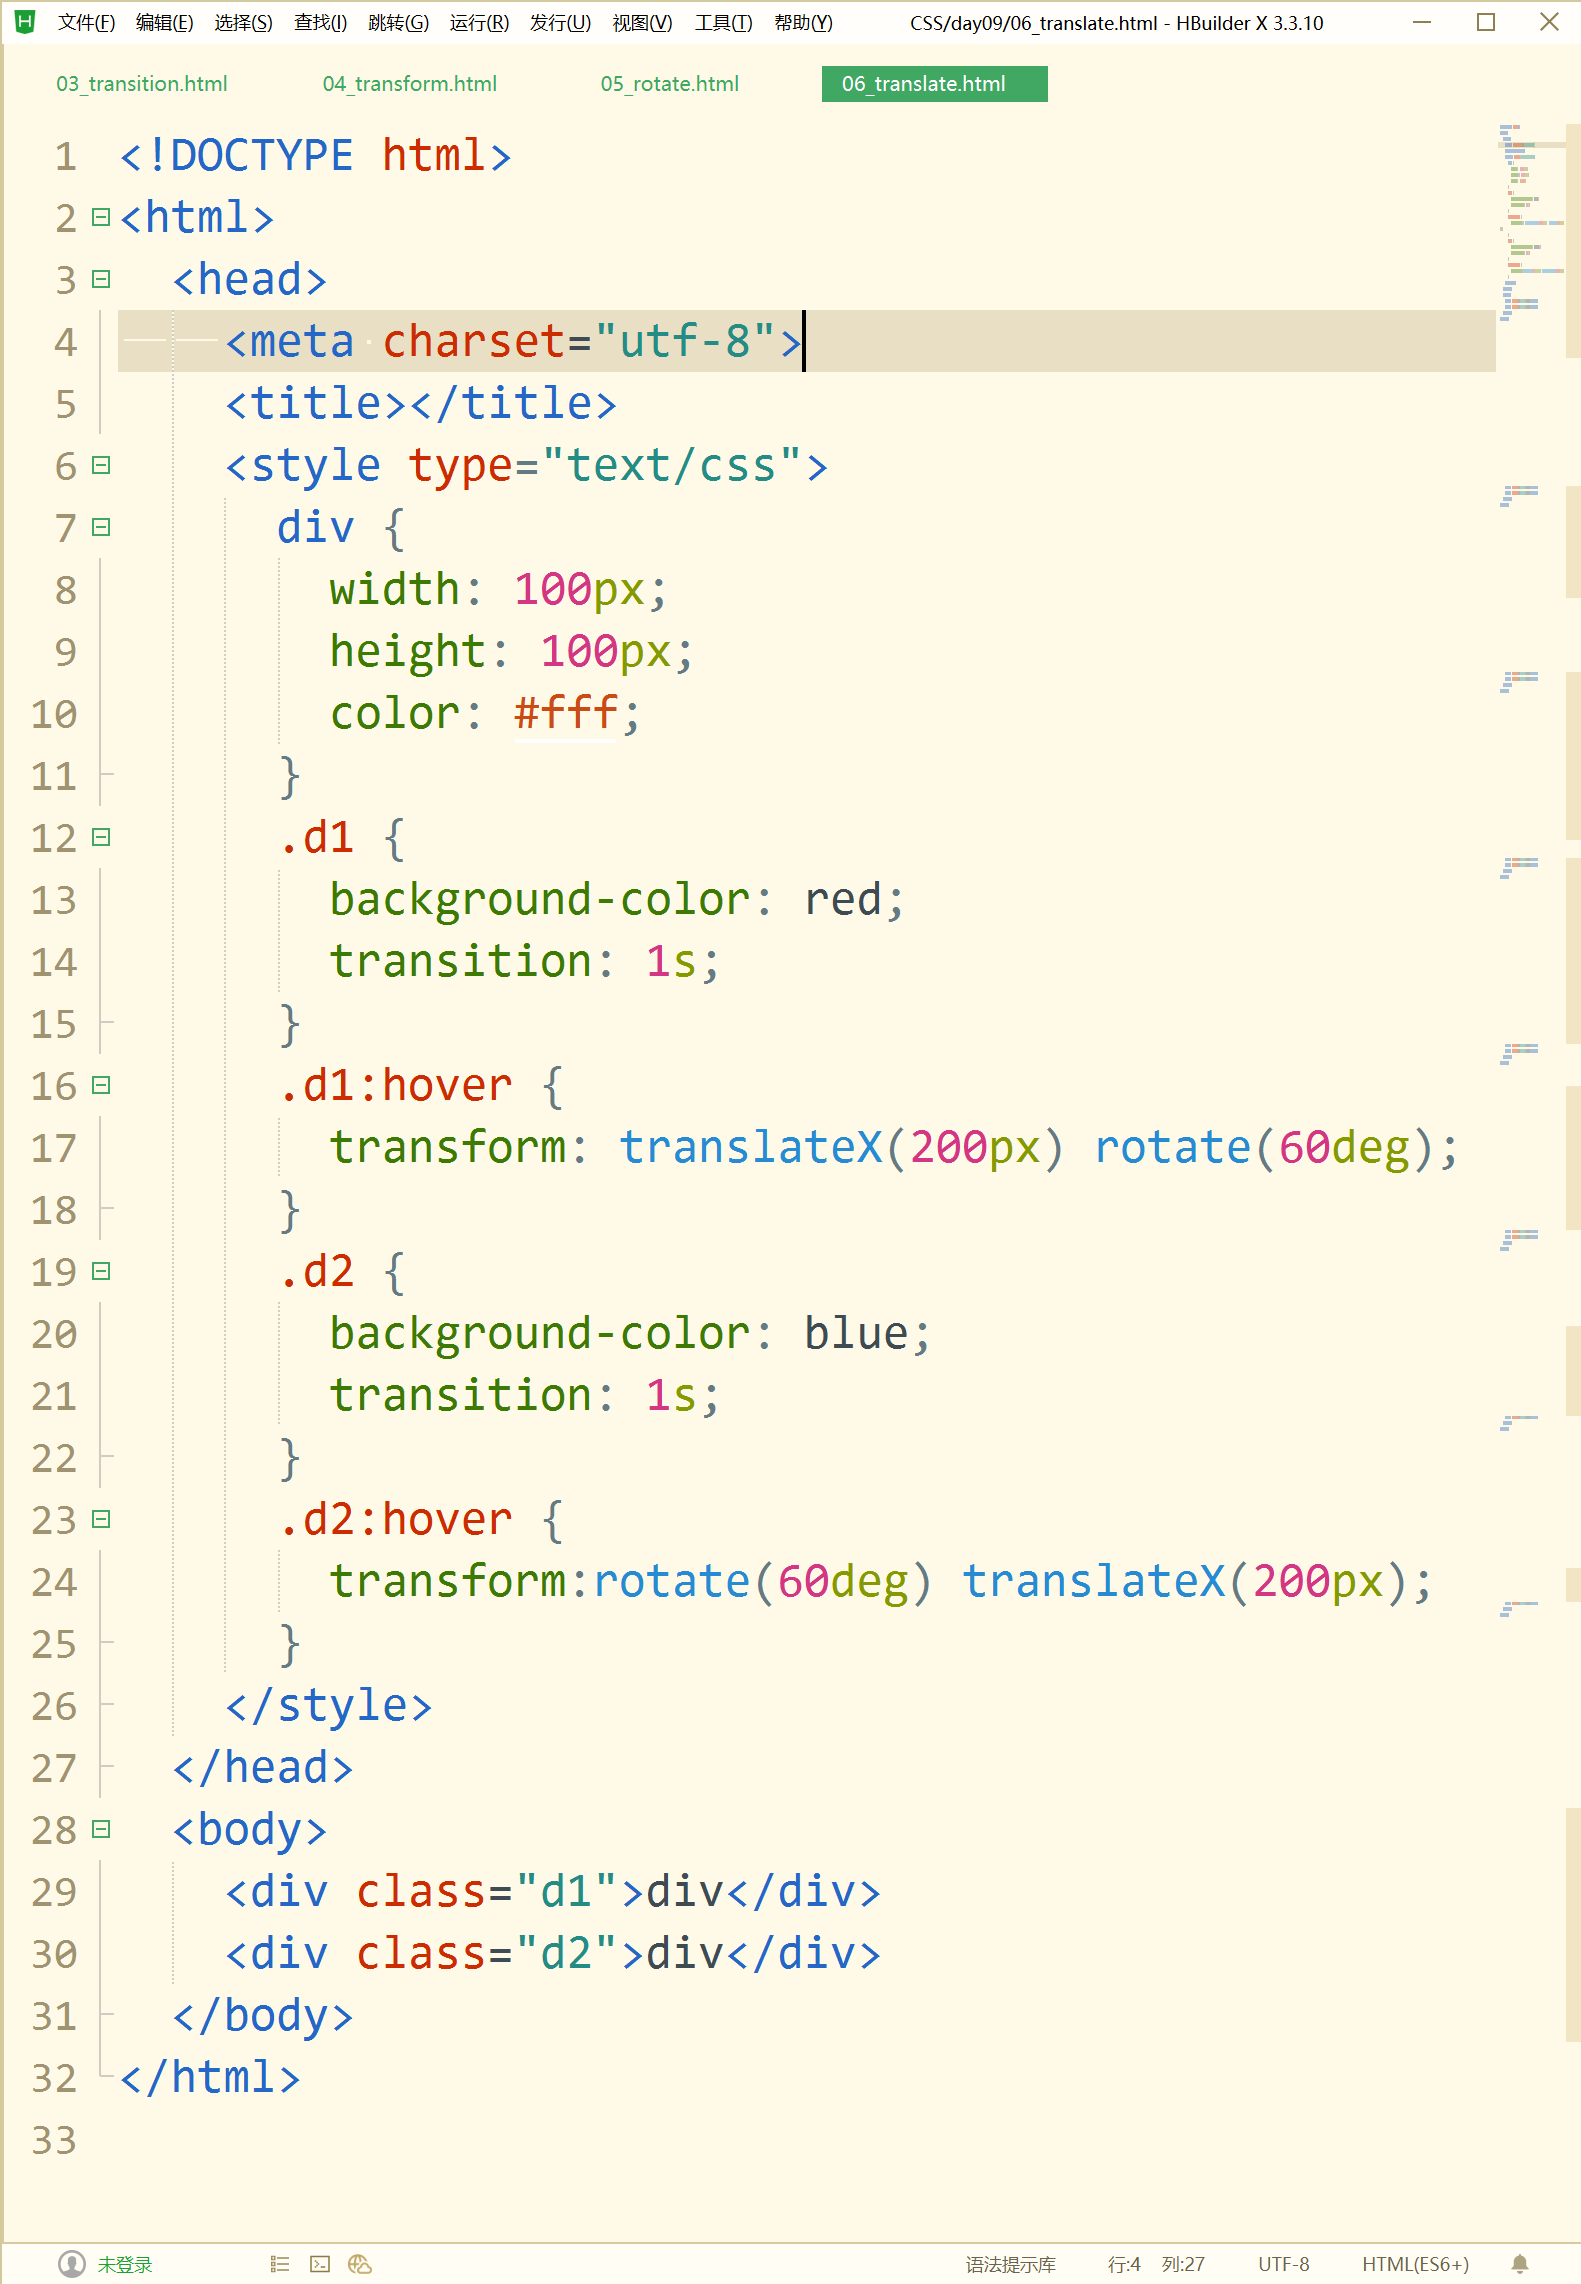 文件(F) 编辑(E) 选择(S) 查找(I) 跳转(G) 运行(R) 发行(U) 视图(V) 工具(T) 帮助(Y) CSS/day09/06_translate.html - HBuilder X 3.3.10
03_transition.html 04_transform.html 05_rotate.html 06_translate.html
1 <!DOCTYPE html>
2 <html>
3 <head>
4 <meta charset="utf-8">
5 <title></title>
6 <style type="text/css">
7 div {
8 width: 100px;
9 height: 100px;
10 color: #fff;
11 }
12 .d1 {
13 background-color: red;
14 transition: 1s;
15 }
16 .d1:hover {
17 transform: translateX(200px) rotate(60deg);
18 }
19 .d2 {
20 background-color: blue;
21 transition: 1s;
22 }
23 .d2:hover {
24 transform:rotate(60deg) translateX(200px);
25 }
26 </style>
27 </head>
28 <body>
29 <div class="d1">div</div>
30 <div class="d2">div</div>
31 </body>
32 </html>
33
未登录 语法提示库 行:4 列:27 UTF-8 HTML(ES6+)